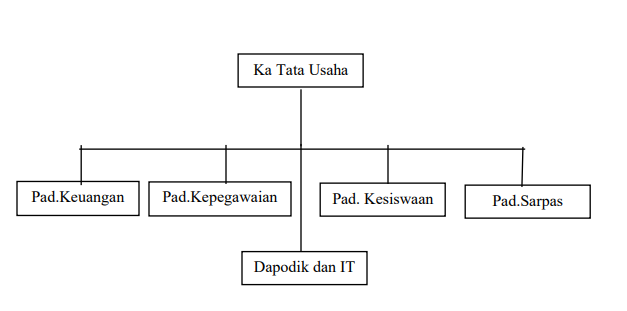 Ka Tata Usaha
Pad.Keuangan
Pad.Kepegawaian
Pad. Kesiswaan
Pad.Sarpas
Dapodik dan IT